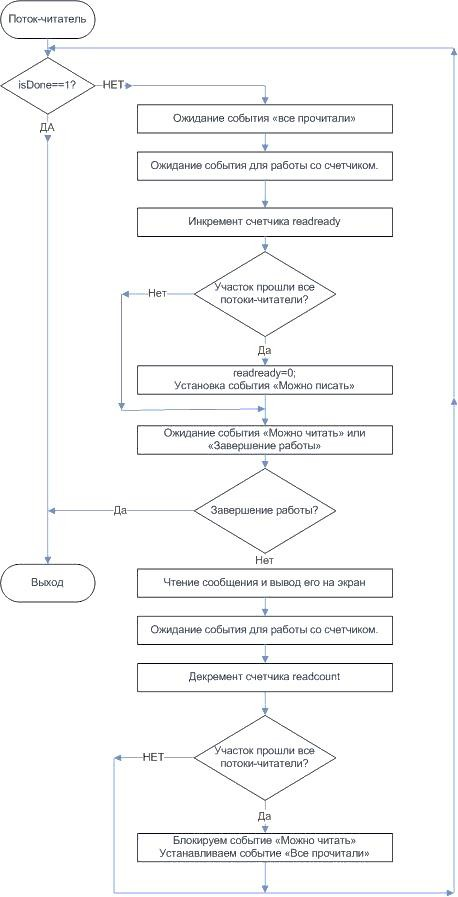 Поток-читатель
isDone==1?
НЕТ
ДА
Ожидание события «все прочитали»
Ожидание события для работы со счетчиком.
Инкремент счетчика readready
Участок прошли все
потоки-читатели?
Нет
Да
readready=0;
Установка события «Можно писать»
Ожидание события «Можно читать» или
«Завершение работы»
Завершение работы?
Да
Нет
Выход
Чтение сообщения и вывод его на экран
Ожидание события для работы со счетчиком.
Декремент счетчика readcount
Участок прошли все
потоки-читатели?
НЕТ
Да
Блокируем событие «Можно читать»
Устанавливаем событие «Все прочитали»